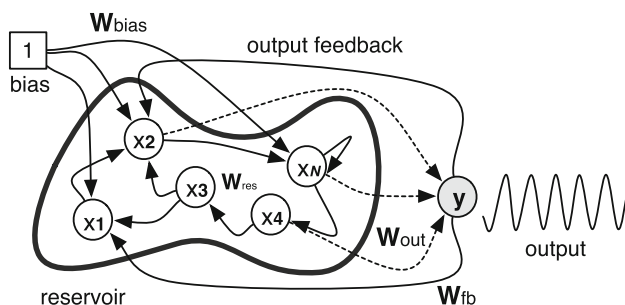 Wbias
1
bias
output feedback
x2
xN
x3
Wres
x4
x1
y
Wout
output
Wfb
reservoir